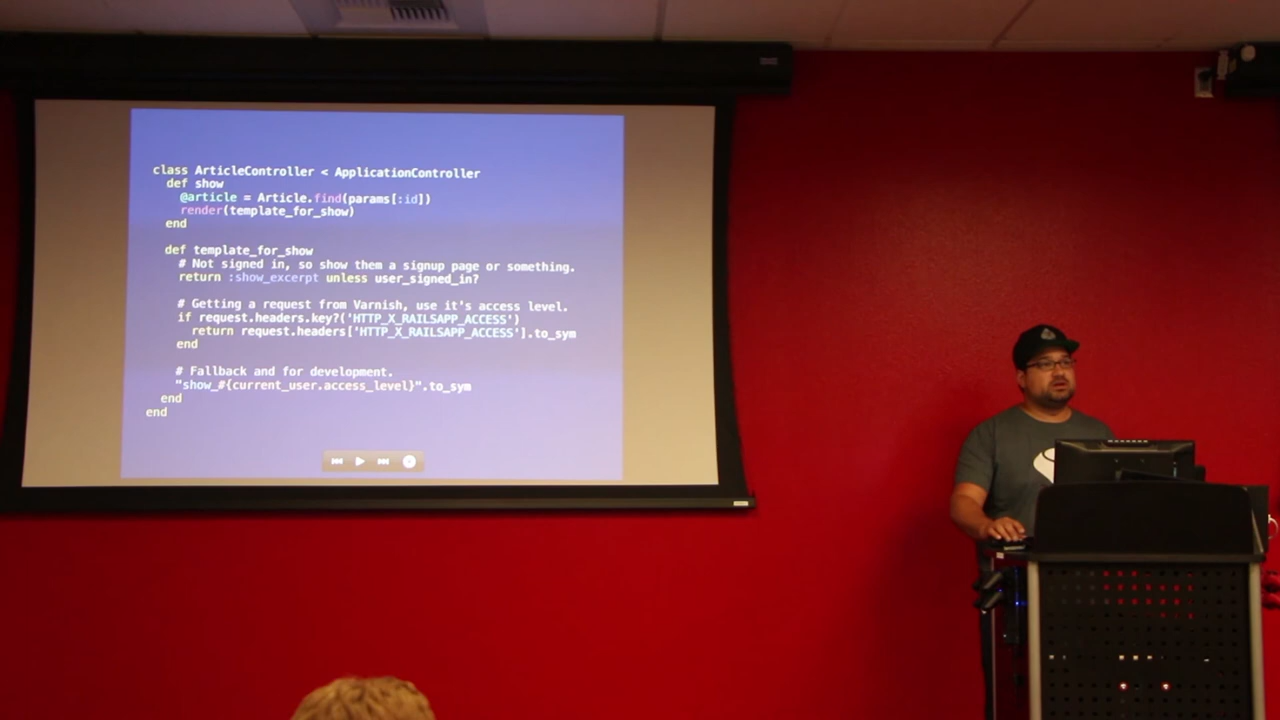 class ArticleController < ApplicationController
def show
@article = Article.find(params[:id])
render(template_for_show)
end
def template_for_show
# Not signed in, so show them a signup page or something.
return :show_excerpt unless user_signed_in?
# Getting a request from Varnish, use it's access level.
if request.headers.key?('HTTP_X_RAILSAPP_ACCESS')
return request.headers['HTTP_X_RAILSAPP_ACCESS'].to_sym
end
# Fallback and for development.
"show_#{current_user.access_level}".to_sym
end
end